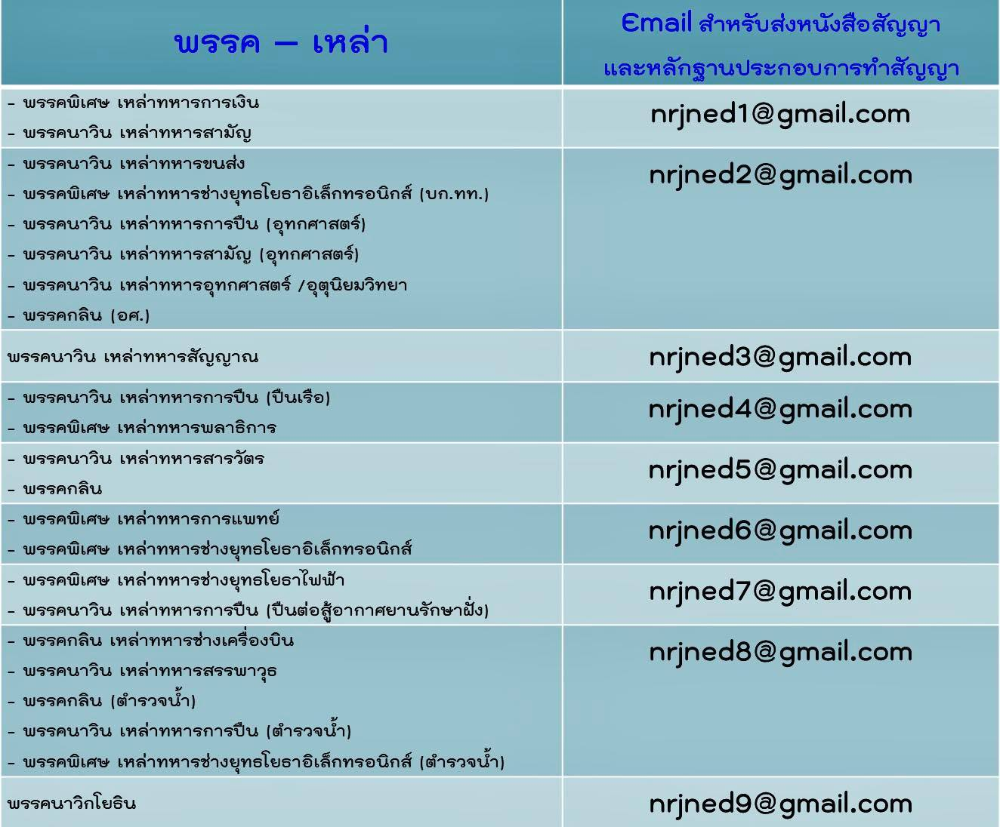 พรรค – เหล่า
Email สำหรับส่งหนังสือสัญญา
และหลักฐานประกอบการทำสัญญา
- พรรคพิเศษ เหล่าทหารการเงิน
- พรรคนาวิน เหล่าทหารสามัญ
nrjned1@gmail.com
- พรรคนาวิน เหล่าทหารขนส่ง
- พรรคพิเศษ เหล่าทหารช่างยุทธโยธาอิเล็กทรอนิกส์ (บก.ทท.)
- พรรคนาวิน เหล่าทหารการปืน (อุทกศาสตร์)
- พรรคนาวิน เหล่าทหารสามัญ (อุทกศาสตร์)
- พรรคนาวิน เหล่าทหารอุทกศาสตร์ /อุตุนิยมวิทยา
- พรรคกลิน (อศ.)
nrjned2@gmail.com
พรรคนาวิน เหล่าทหารสัญญาณ
nrjned3@gmail.com
- พรรคนาวิน เหล่าทหารการปืน (ปืนเรือ)
- พรรคพิเศษ เหล่าทหารพลาธิการ
nrjned4@gmail.com
- พรรคนาวิน เหล่าทหารสารวัตร
- พรรคกลิน
nrjned5@gmail.com
- พรรคพิเศษ เหล่าทหารการแพทย์
- พรรคพิเศษ เหล่าทหารช่างยุทธโยธาอิเล็กทรอนิกส์
nrjned6@gmail.com
- พรรคพิเศษ เหล่าทหารช่างยุทธโยธาไฟฟ้า
- พรรคนาวิน เหล่าทหารการปืน (ปืนต่อสู้อากาศยานรักษาฝั่ง)
nrjned7@gmail.com
- พรรคกลิน เหล่าทหารช่างเครื่องบิน
- พรรคนาวิน เหล่าทหารสรรพาวุธ
- พรรคกลิน (ตำรวจน้ำ)
- พรรคนาวิน เหล่าทหารการปืน (ตำรวจน้ำ)
- พรรคพิเศษ เหล่าทหารช่างยุทธโยธาอิเล็กทรอนิกส์ (ตำรวจน้ำ)
nrjned8@gmail.com
พรรคนาวิกโยธิน
nrjned9@gmail.com